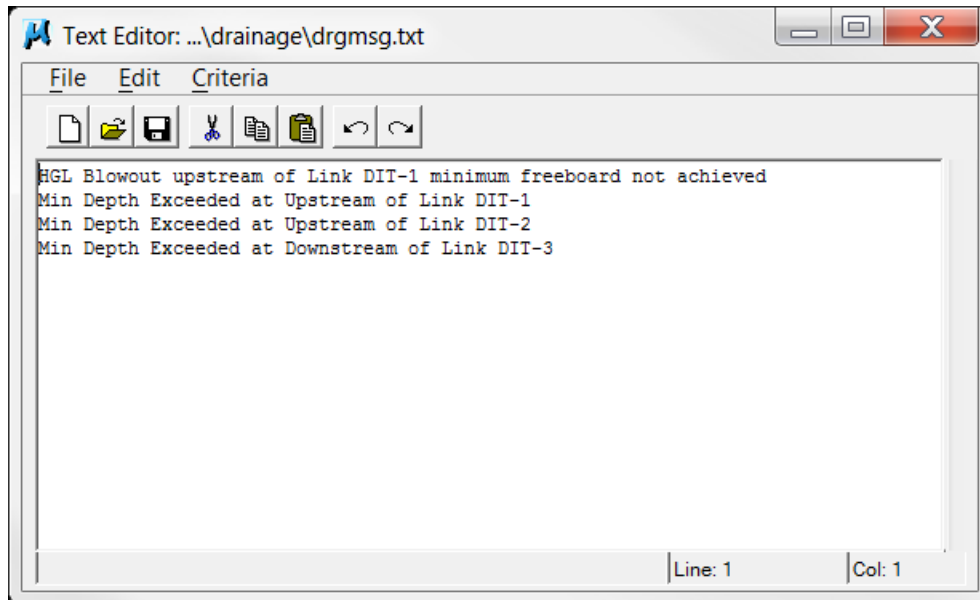 Text Editor: ...\drainage\drgmsg.txt
File Edit Criteria
HGL Blowout upstream of Link DIT-1 minimum freeboard not achieved
Min Depth Exceeded at Upstream of Link DIT-1
Min Depth Exceeded at Upstream of Link DIT-2
Min Depth Exceeded at Downstream of Link DIT-3
Line: 1 Col: 1